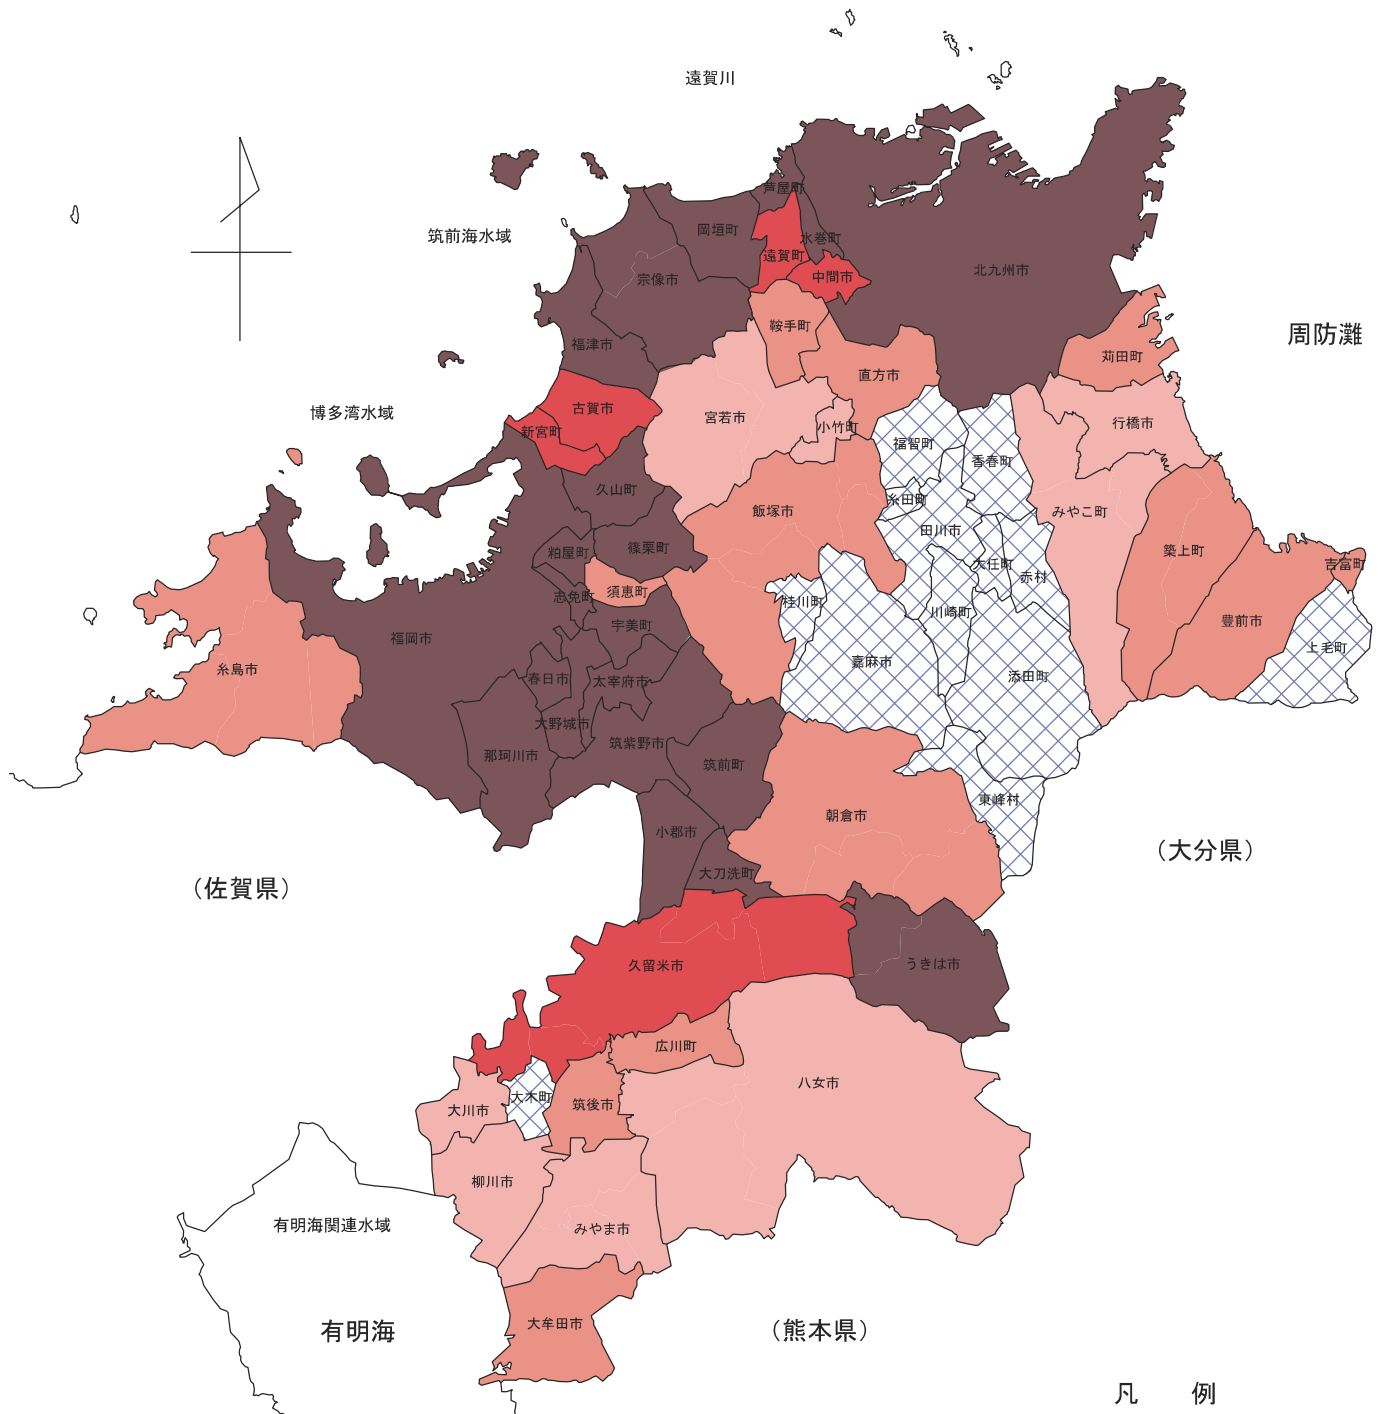 遠賀川
芦屋町
岡垣町
水巻町
筑前海水域
遠賀町
北九州市
中間市
宗像市
鞍手町
周防灘
福津市
苅田町
直方市
古賀市
博多湾水域
宮若市
行橋市
小竹町
新宮町
福智町
香春町
久山町
糸田町
飯塚市
みやこ町
田川市
篠栗町
粕屋町
築上町
大任町
吉富町
赤村
須恵町
志免町
桂川町
川崎町
豊前市
宇美町
福岡市
上毛町
嘉麻市
糸島市
添田町
春日市
太宰府市
大野城市
筑紫野市
那珂川市
筑前町
東峰村
朝倉市
小郡市
(大分県)
大刀洗町
(佐賀県)
うきは市
久留米市
広川町
八女市
大木町
筑後市
大川市
柳川市
有明海関連水域
みやま市
大牟田市
有明海
(熊本県)
凡 例